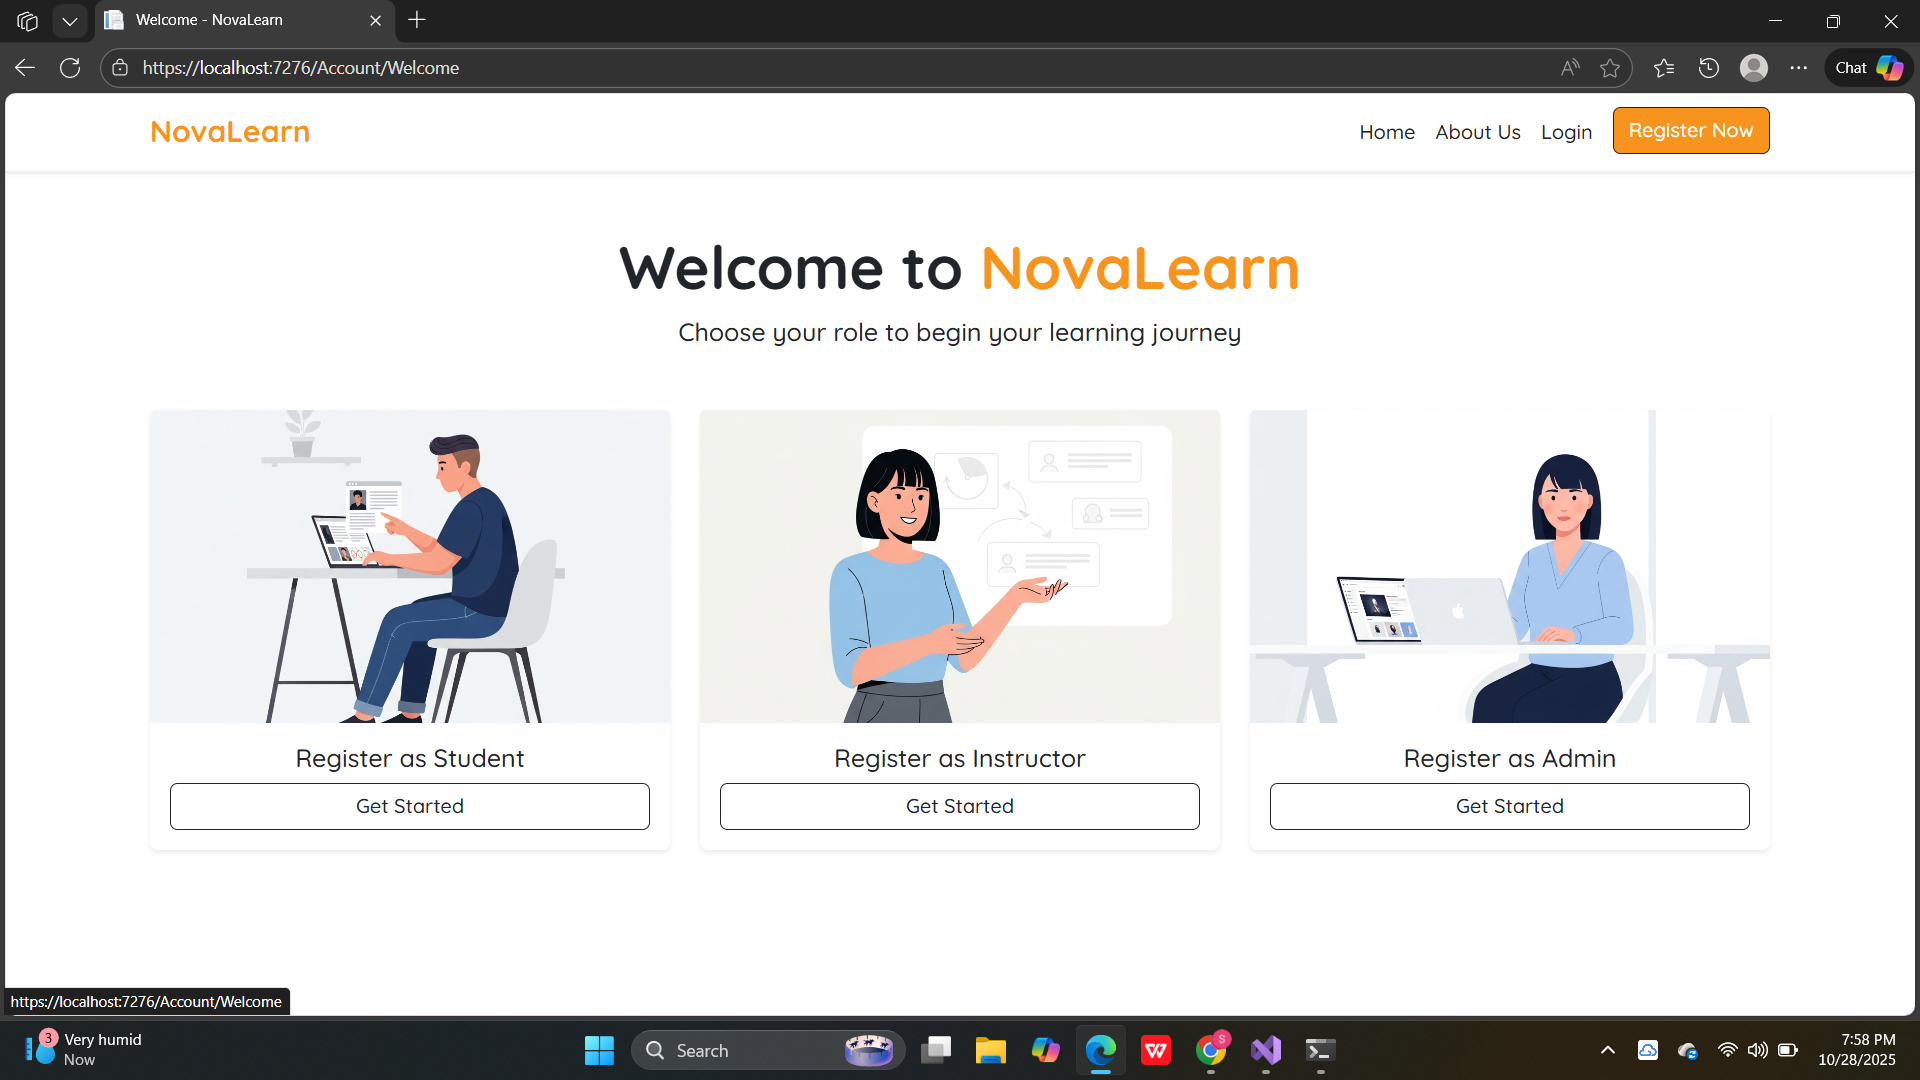 Welcome - NovaLearn
https://localhost:7276/Account/Welcome
Chat
NovaLearn
Home About Us Login Register Now
Welcome to NovaLearn
Choose your role to begin your learning journey
Register as Student
Get Started
Register as Instructor
Get Started
Register as Admin
Get Started
https://localhost:7276/Account/Welcome
3
Very humid
Now
Search
S
7:58 PM
10/28/2025